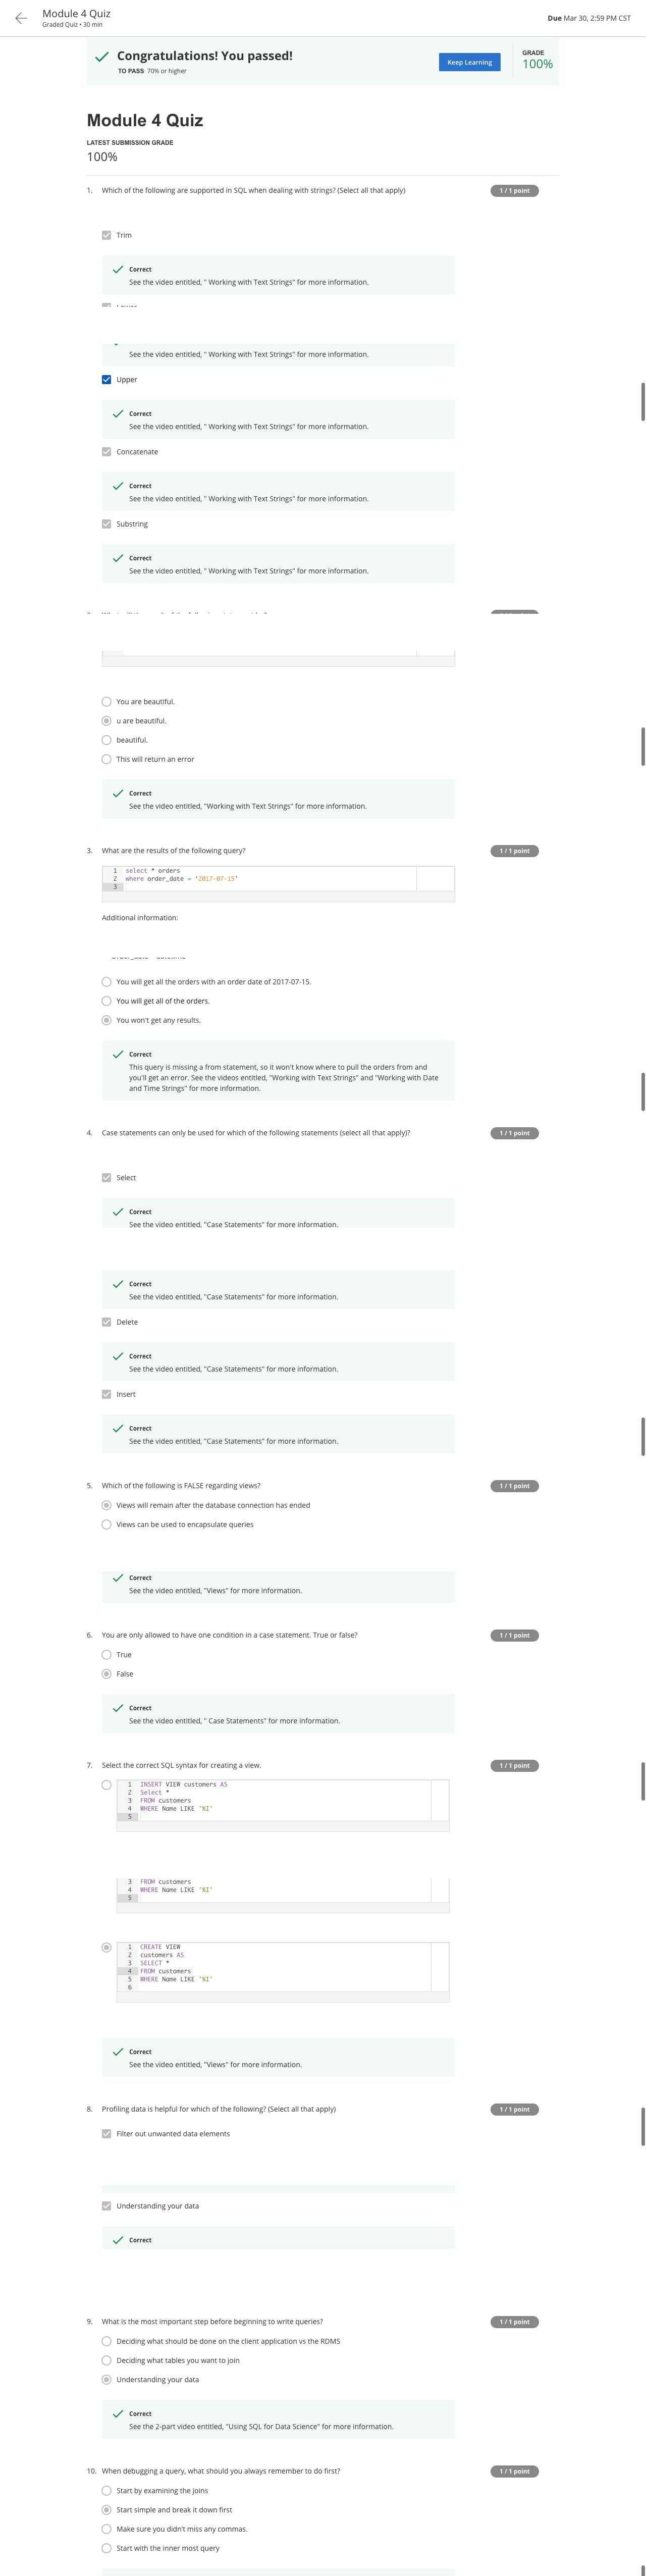 Module 4 Quiz
Graded Quiz • 30 min
Due Mar 30, 2:59 PM CST
Congratulations! You passed!
TO PASS 70% or higher
Keep Learning
GRADE
100%
Module 4 Quiz
LATEST SUBMISSION GRADE
100%
1. Which of the following are supported in SQL when dealing with strings? (Select all that apply)
1 / 1 point
Trim
Correct
See the video entitled, " Working with Text Strings" for more information.
See the video entitled, " Working with Text Strings" for more information.
Upper
Correct
See the video entitled, " Working with Text Strings" for more information.
Concatenate
Correct
See the video entitled, " Working with Text Strings" for more information.
Substring
Correct
See the video entitled, " Working with Text Strings" for more information.
You are beautiful.
u are beautiful.
beautiful.
This will return an error
Correct
See the video entitled, "Working with Text Strings" for more information.
3. What are the results of the following query?
1 / 1 point
1 select * orders
2 where order_date = '2017-07-15'
3
Additional information:
You will get all the orders with an order date of 2017-07-15.
You will get all of the orders.
You won't get any results.
Correct
This query is missing a from statement, so it won't know where to pull the orders from and
you'll get an error. See the videos entitled, "Working with Text Strings" and "Working with Date
and Time Strings" for more information.
4. Case statements can only be used for which of the following statements (select all that apply)?
1 / 1 point
Select
Correct
See the video entitled, "Case Statements" for more information.
Correct
See the video entitled, "Case Statements" for more information.
Delete
Correct
See the video entitled, "Case Statements" for more information.
Insert
Correct
See the video entitled, "Case Statements" for more information.
5. Which of the following is FALSE regarding views?
1 / 1 point
Views will remain after the database connection has ended
Views can be used to encapsulate queries
Correct
See the video entitled, "Views" for more information.
6. You are only allowed to have one condition in a case statement. True or false?
1 / 1 point
True
False
Correct
See the video entitled, " Case Statements" for more information.
7. Select the correct SQL syntax for creating a view.
1 / 1 point
1 INSERT VIEW customers AS
2 Select *
3 FROM customers
4 WHERE Name LIKE '%I'
5
3 FROM customers
4 WHERE Name LIKE '%I'
5
1 CREATE VIEW
2 customers AS
3 SELECT *
4 FROM customers
5 WHERE Name LIKE '%I'
6
Correct
See the video entitled, "Views" for more information.
8. Profiling data is helpful for which of the following? (Select all that apply)
1 / 1 point
Filter out unwanted data elements
Understanding your data
Correct
9. What is the most important step before beginning to write queries?
1 / 1 point
Deciding what should be done on the client application vs the RDMS
Deciding what tables you want to join
Understanding your data
Correct
See the 2-part video entitled, "Using SQL for Data Science" for more information.
10. When debugging a query, what should you always remember to do first?
1 / 1 point
Start by examining the joins
Start simple and break it down first
Make sure you didn't miss any commas.
Start with the inner most query